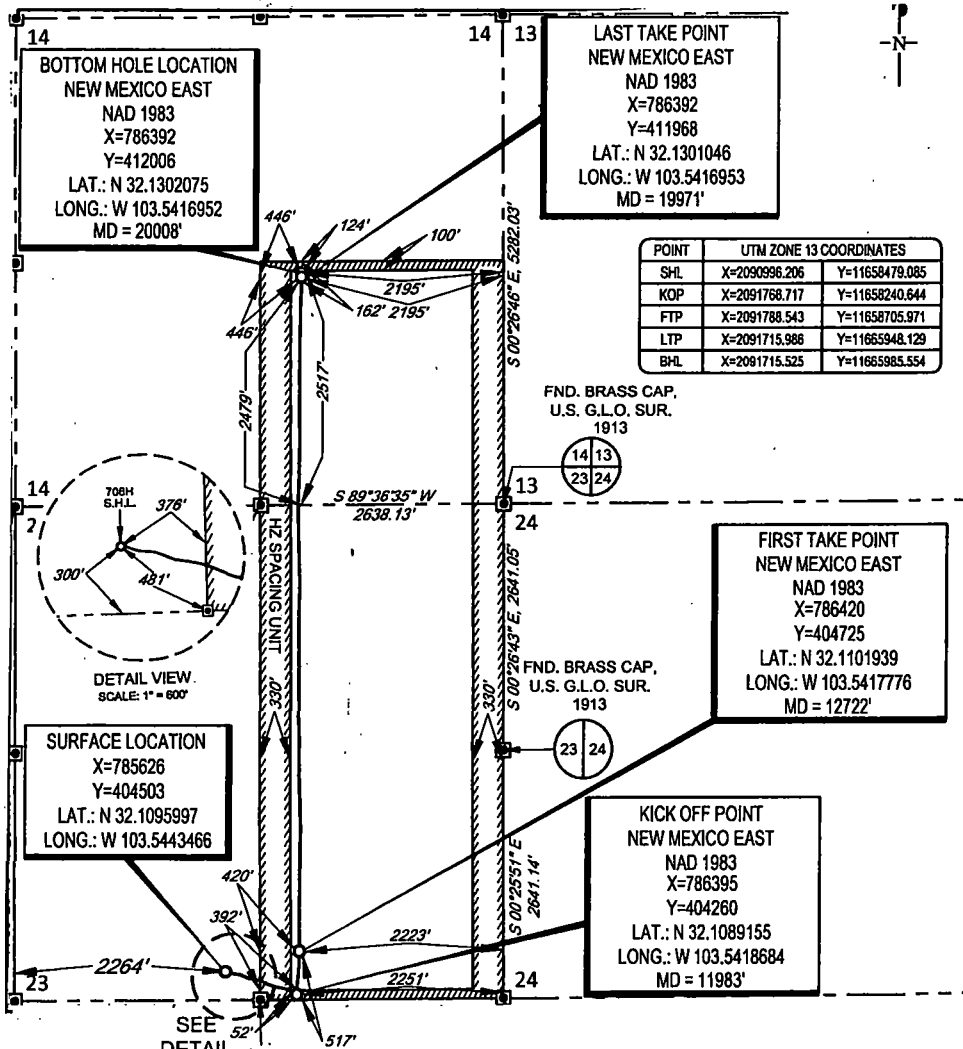 14
14
13
N
BOTTOM HOLE LOCATION
NEW MEXICO EAST
NAD 1983
X=786392
Y=412006
LAT.: N 32.1302075
LONG.: W 103.5416952
MD = 20008'
LAST TAKE POINT
NEW MEXICO EAST
NAD 1983
X=786392
Y=411968
LAT.: N 32.1301046
LONG.: W 103.5416953
MD = 19971'
446'
124'
100'
S 00°26'46" E, 5282.03'
POINT UTM ZONE 13 COORDINATES
SHL X=2090996.206 Y=11658479.085
KOP X=2091768.717 Y=11658240.644
FTP X=2091788.543 Y=11658705.971
LTP X=2091715.986 Y=11665948.129
BHL X=2091715.525 Y=11665985.554
2195'
446'
162'
2195'
2479'
2517'
FND. BRASS CAP,
U.S. G.L.O. SUR.
1913
14 13
23 24
14
2
S 89°36'35" W
2638.13'
13
24
706H
S.H.L.
376'
300'
481'
DETAIL VIEW
SCALE: 1" = 600'
HZ SPACING UNIT
330'
S 00°26'43" E, 2641.05'
330'
FND. BRASS CAP,
U.S. G.L.O. SUR.
1913
23 24
FIRST TAKE POINT
NEW MEXICO EAST
NAD 1983
X=786420
Y=404725
LAT.: N 32.1101939
LONG.: W 103.5417776
MD = 12722'
SURFACE LOCATION
X=785626
Y=404503
LAT.: N 32.1095997
LONG.: W 103.5443466
KICK OFF POINT
NEW MEXICO EAST
NAD 1983
X=786395
Y=404260
LAT.: N 32.1089155
LONG.: W 103.5418684
MD = 11983'
S 00°25'51" E
2641.14'
420'
392'
2223'
2264'
2251'
23
24
52'
517'
SEE
DETAIL